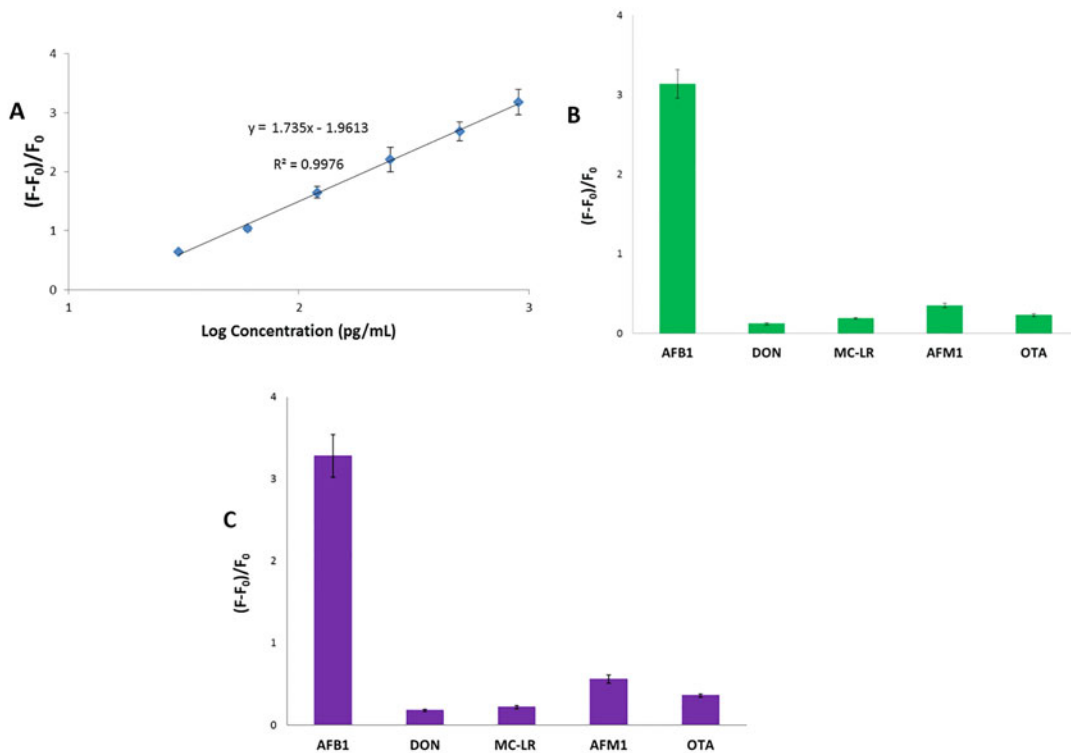 A
(F-F₀)/F₀
4
3
2
1
0
y = 1.735x - 1.9613
R² = 0.9976
1
2
3
Log Concentration (pg/mL)
B
(F-F₀)/F₀
4
3
2
1
0
AFB1
DON
MC-LR
AFM1
OTA
C
(F-F₀)/F₀
4
3
2
1
0
AFB1
DON
MC-LR
AFM1
OTA